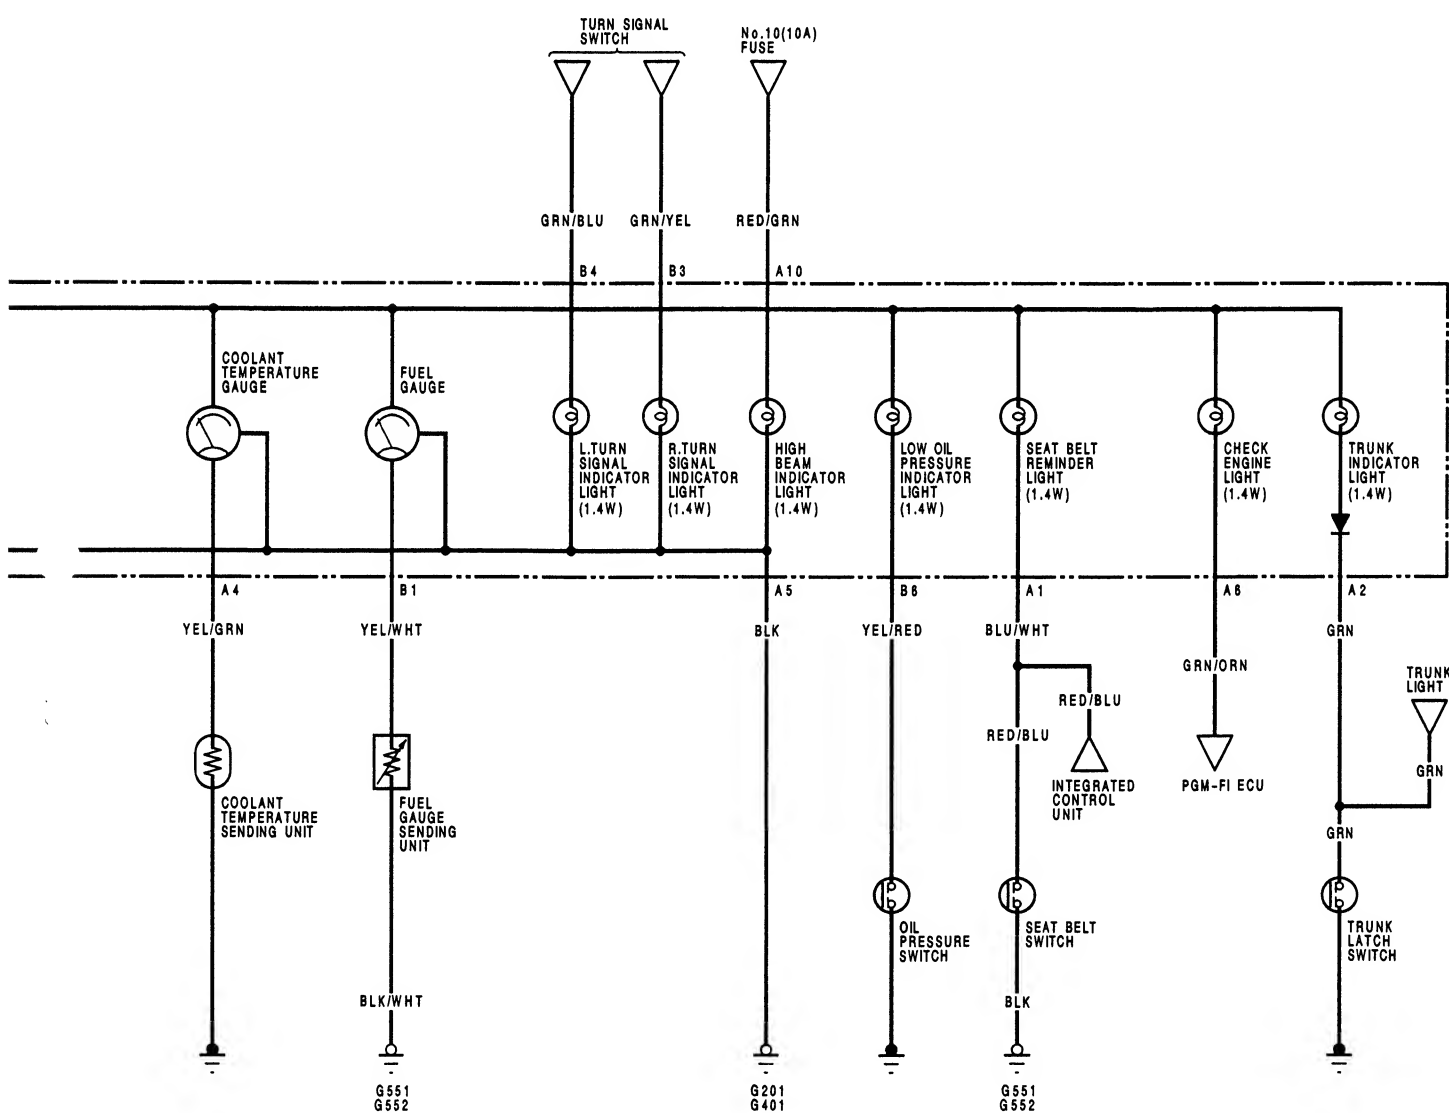 TURN SIGNAL
SWITCH
No.10(10A)
FUSE
GRN/BLU
GRN/YEL
RED/GRN
B4
B3
A10
COOLANT
TEMPERATURE
GAUGE
FUEL
GAUGE
L.TURN
SIGNAL
INDICATOR
LIGHT
(1.4W)
R.TURN
SIGNAL
INDICATOR
LIGHT
(1.4W)
HIGH
BEAM
INDICATOR
LIGHT
(1.4W)
LOW OIL
PRESSURE
INDICATOR
LIGHT
(1.4W)
SEAT BELT
REMINDER
LIGHT
(1.4W)
CHECK
ENGINE
LIGHT
(1.4W)
TRUNK
INDICATOR
LIGHT
(1.4W)
A4
B1
A5
B6
A1
A6
A2
YEL/GRN
YEL/WHT
BLK
YEL/RED
BLU/WHT
GRN/ORN
GRN
TRUNK
LIGHT
RED/BLU
RED/BLU
GRN
INTEGRATED
CONTROL
UNIT
PGM-FI ECU
COOLANT
TEMPERATURE
SENDING UNIT
FUEL
GAUGE
SENDING
UNIT
GRN
OIL
PRESSURE
SWITCH
SEAT BELT
SWITCH
TRUNK
LATCH
SWITCH
BLK/WHT
BLK
G551
G552
G201
G401
G551
G552